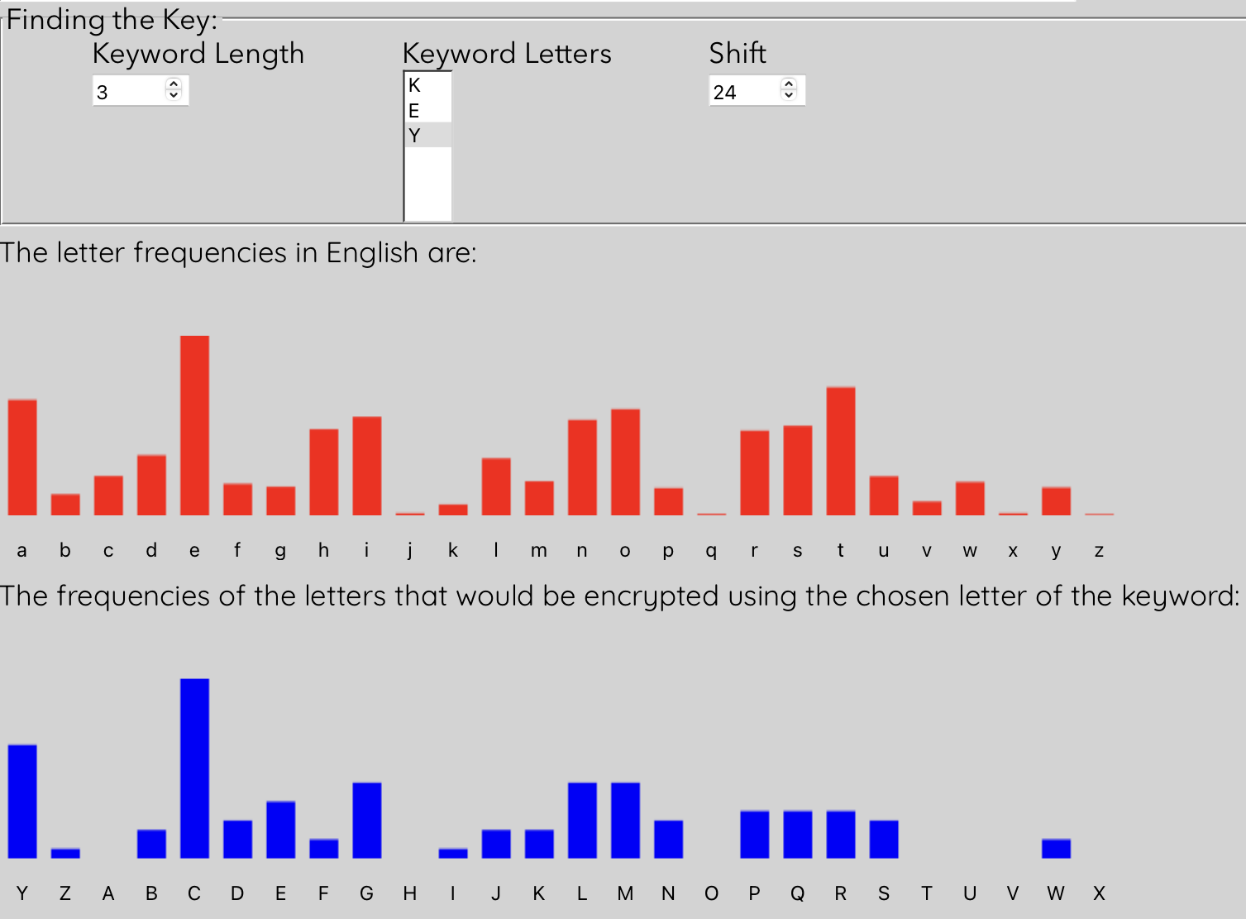 Finding the Key:
Keyword Length Keyword Letters Shift
3 K 24
E
Y
The letter frequencies in English are:
a b c d e f g h i j k l m n o p q r s t u v w x y z
The frequencies of the letters that would be encrypted using the chosen letter of the keyword:
Y Z A B C D E F G H I J K L M N O P Q R S T U V W X